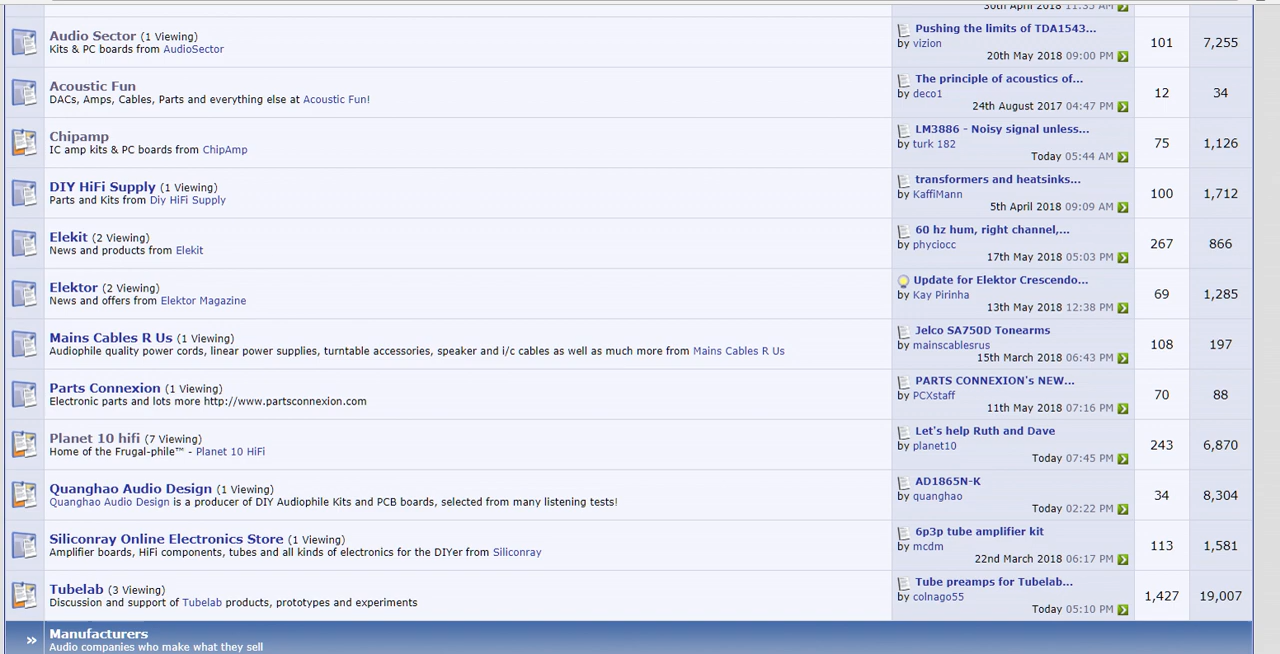 30th April 2018 11:35 AM
Audio Sector (1 Viewing)
Kits & PC boards from AudioSector
Pushing the limits of TDA1543...
by vizion
20th May 2018 09:00 PM
101
7,255
Acoustic Fun
DACs, Amps, Cables, Parts and everything else at Acoustic Fun!
The principle of acoustics of...
by deco1
24th August 2017 04:47 PM
12
34
Chipamp
IC amp kits & PC boards from ChipAmp
LM3886 - Noisy signal unless...
by turk 182
Today 05:44 AM
75
1,126
DIY HiFi Supply (1 Viewing)
Parts and Kits from Diy HiFi Supply
transformers and heatsinks...
by KaffiMann
5th April 2018 09:09 AM
100
1,712
Elekit (2 Viewing)
News and products from Elekit
60 hz hum, right channel,...
by phyciocc
17th May 2018 05:03 PM
267
866
Elektor (2 Viewing)
News and offers from Elektor Magazine
Update for Elektor Crescendo...
by Kay Pirinha
13th May 2018 12:38 PM
69
1,285
Mains Cables R Us (1 Viewing)
Audiophile quality power cords, linear power supplies, turntable accessories, speaker and i/c cables as well as much more from Mains Cables R Us
Jelco SA750D Tonearms
by mainscablesrus
15th March 2018 06:43 PM
108
197
Parts Connexion (1 Viewing)
Electronic parts and lots more http://www.partsconnexion.com
PARTS CONNEXION's NEW...
by PCXstaff
11th May 2018 07:16 PM
70
88
Planet 10 hifi (7 Viewing)
Home of the Frugal-phile™ - Planet 10 HiFi
Let's help Ruth and Dave
by planet10
Today 07:45 PM
243
6,870
Quanghao Audio Design (1 Viewing)
Quanghao Audio Design is a producer of DIY Audiophile Kits and PCB boards, selected from many listening tests!
AD1865N-K
by quanghao
Today 02:22 PM
34
8,304
Siliconray Online Electronics Store (1 Viewing)
Amplifier boards, HiFi components, tubes and all kinds of electronics for the DIYer from Siliconray
6p3p tube amplifier kit
by mcdm
22nd March 2018 06:17 PM
113
1,581
Tubelab (3 Viewing)
Discussion and support of Tubelab products, prototypes and experiments
Tube preamps for Tubelab...
by colnago55
Today 05:10 PM
1,427
19,007
»
Manufacturers
Audio companies who make what they sell